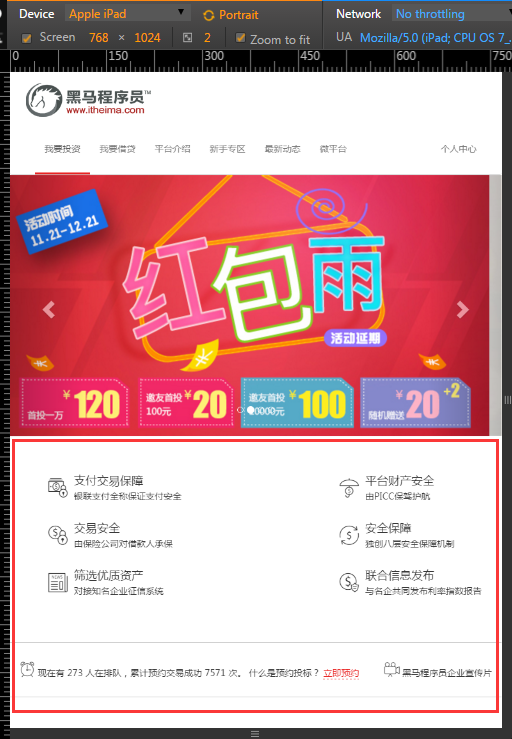 Device Apple iPad Portrait Network No throttling
Screen 768 × 1024 2 Zoom to fit UA Mozilla/5.0 (iPad; CPU OS 7_
0 150 300 450 600 750
黑马程序员™
www.itheima.com
我要投资 我要借贷 平台介绍 新手专区 最新动态 微平台 个人中心
活动时间
11.21-12.21
红包雨
活动延期
首投一万 ¥120
邀友首投 100元 ¥20
邀友首投 0000元 ¥100
随机赠送 ¥20+2
支付交易保障
银联支付全称保证支付安全
平台财产安全
由PICC保驾护航
交易安全
由保险公司对借款人承保
安全保障
独创八层安全保障机制
筛选优质资产
对接知名企业征信系统
NEWS
联合信息发布
与名企共同发布利率指数报告
现在有 273 人在排队，累计预约交易成功 7571 次。 什么是预约投标？ 立即预约 黑马程序员企业宣传片